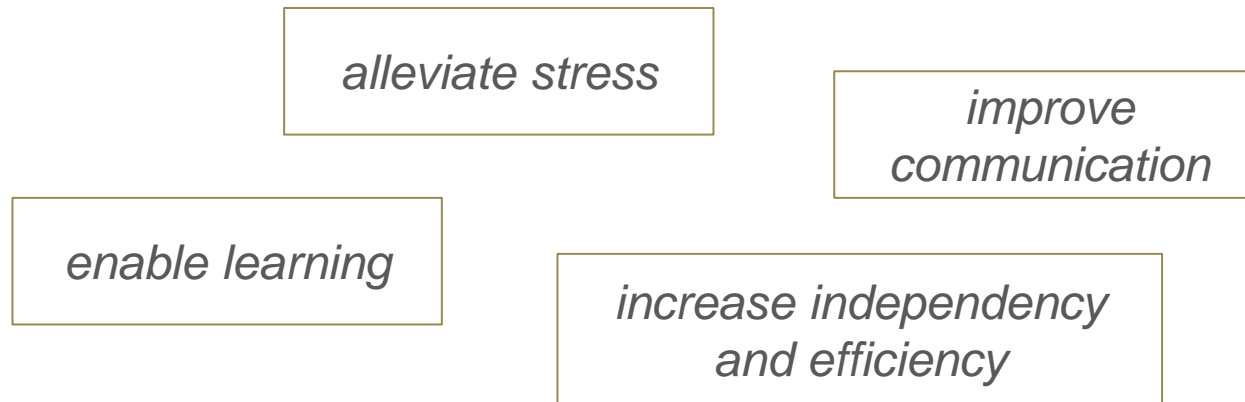 alleviate stress
improve
communication
enable learning
increase independency
and efficiency